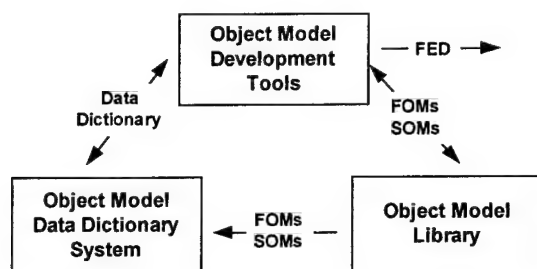 Object Model
Development
Tools
FED
Data
Dictionary
FOMs
SOMs
Object Model
Data Dictionary
System
FOMs
SOMs
Object Model
Library